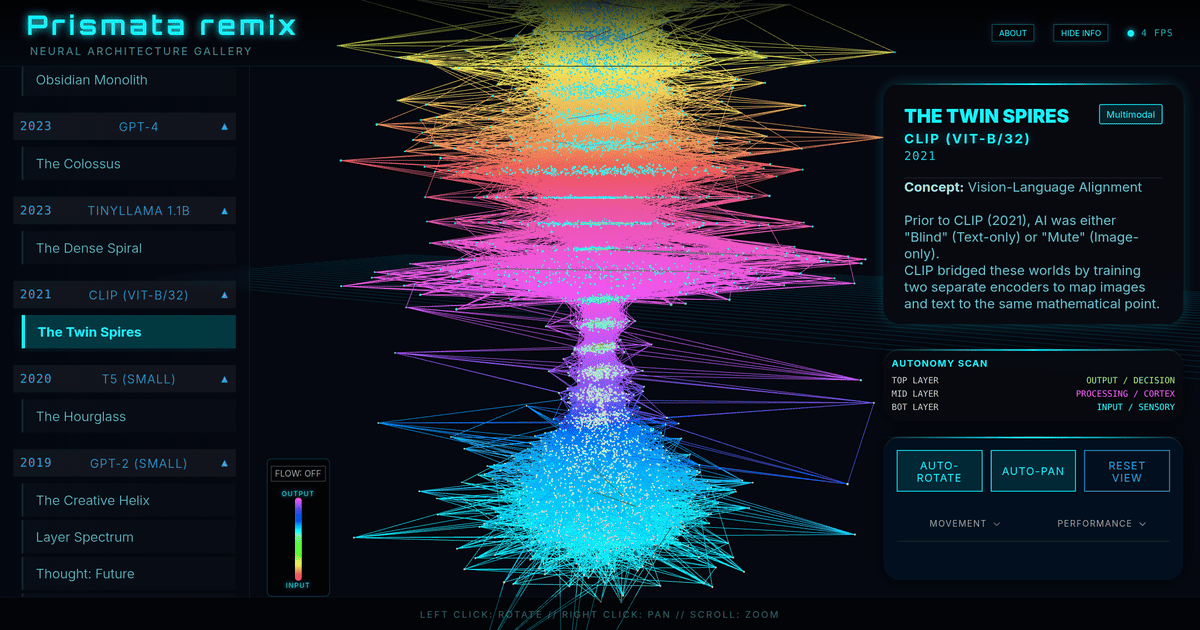 Prismata remix
NEURAL ARCHITECTURE GALLERY
ABOUT
HIDE INFO
4 FPS
Obsidian Monolith
2023 GPT-4 ▲
The Colossus
2023 TINYLLAMA 1.1B ▲
The Dense Spiral
2021 CLIP (VIT-B/32) ▲
The Twin Spires
2020 T5 (SMALL) ▲
The Hourglass
2019 GPT-2 (SMALL) ▲
The Creative Helix
Layer Spectrum
Thought: Future
FLOW: OFF
OUTPUT
INPUT
THE TWIN SPIRES
Multimodal
CLIP (VIT-B/32)
2021
Concept: Vision-Language Alignment
Prior to CLIP (2021), AI was either
"Blind" (Text-only) or "Mute" (Image-
only).
CLIP bridged these worlds by training
two separate encoders to map images
and text to the same mathematical point.
AUTONOMY SCAN
TOP LAYER OUTPUT / DECISION
MID LAYER PROCESSING / CORTEX
BOT LAYER INPUT / SENSORY
AUTO-
ROTATE
AUTO-PAN
RESET
VIEW
MOVEMENT
PERFORMANCE
LEFT CLICK: ROTATE // RIGHT CLICK: PAN // SCROLL: ZOOM